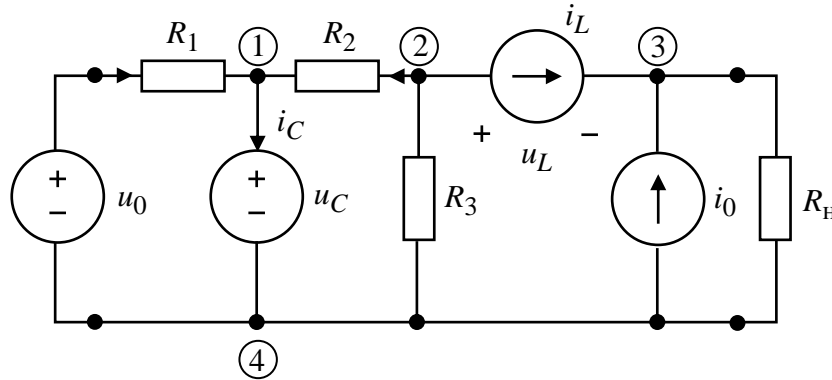 R1 1 R2 2 iL 3
iC + uL −
+ − u0 + − uC R3 i0 Rн
4